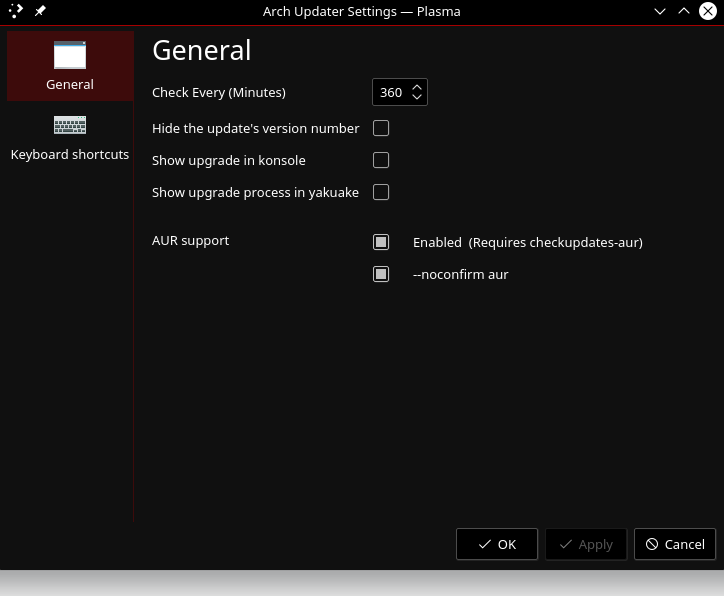 Arch Updater Settings — Plasma
General
Keyboard shortcuts
General
Check Every (Minutes) 360
Hide the update's version number
Show upgrade in konsole
Show upgrade process in yakuake
AUR support Enabled (Requires checkupdates-aur)
--noconfirm aur
OK Apply Cancel